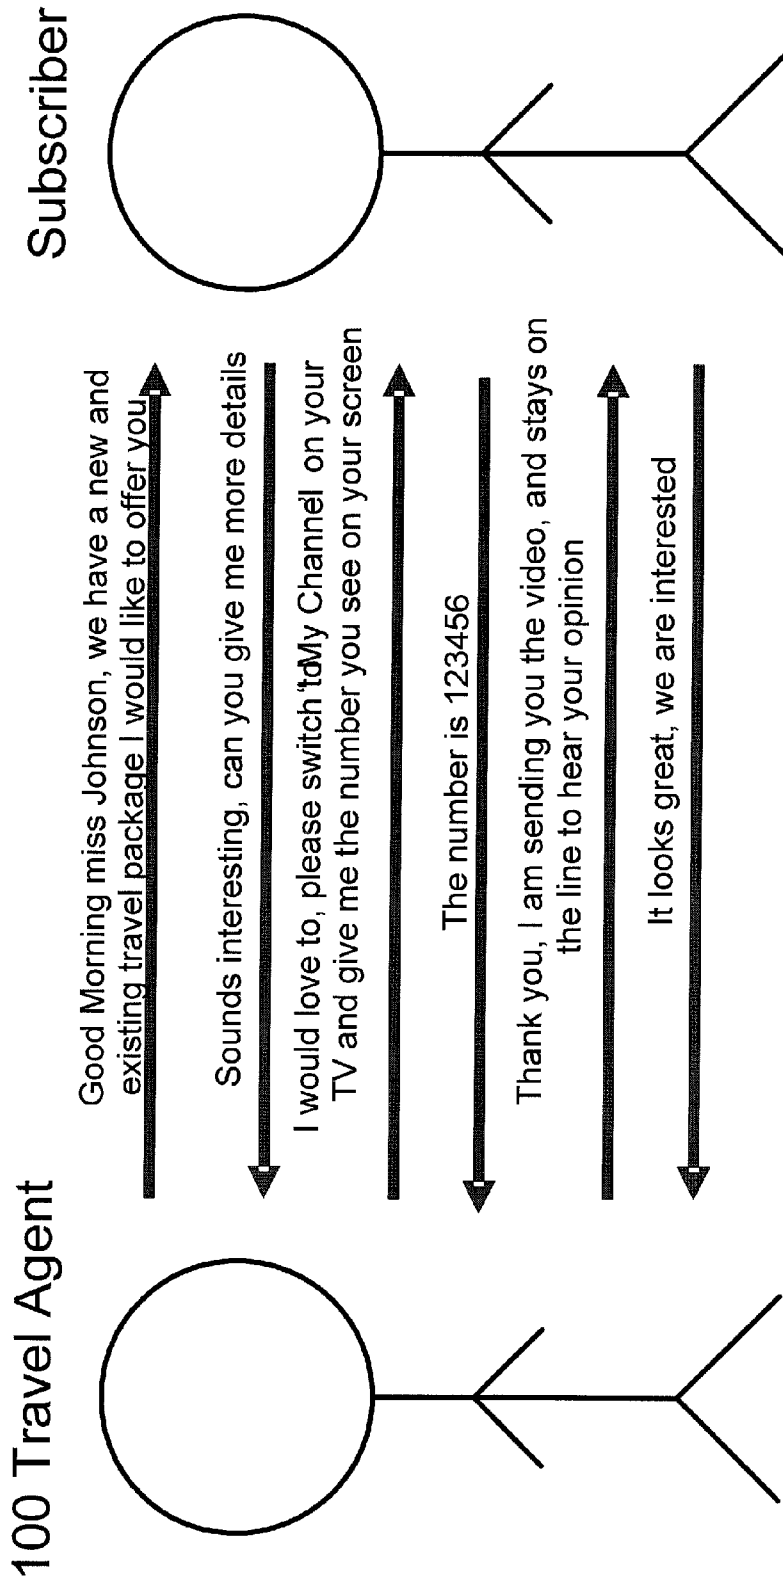 100 Travel Agent
Subscriber
Good Morning miss Johnson, we have a new and
existing travel package I would like to offer you
Sounds interesting, can you give me more details
I would love to, please switch to "My Channel on your
TV and give me the number you see on your screen
The number is 123456
Thank you, I am sending you the video, and stays on
the line to hear your opinion
It looks great, we are interested